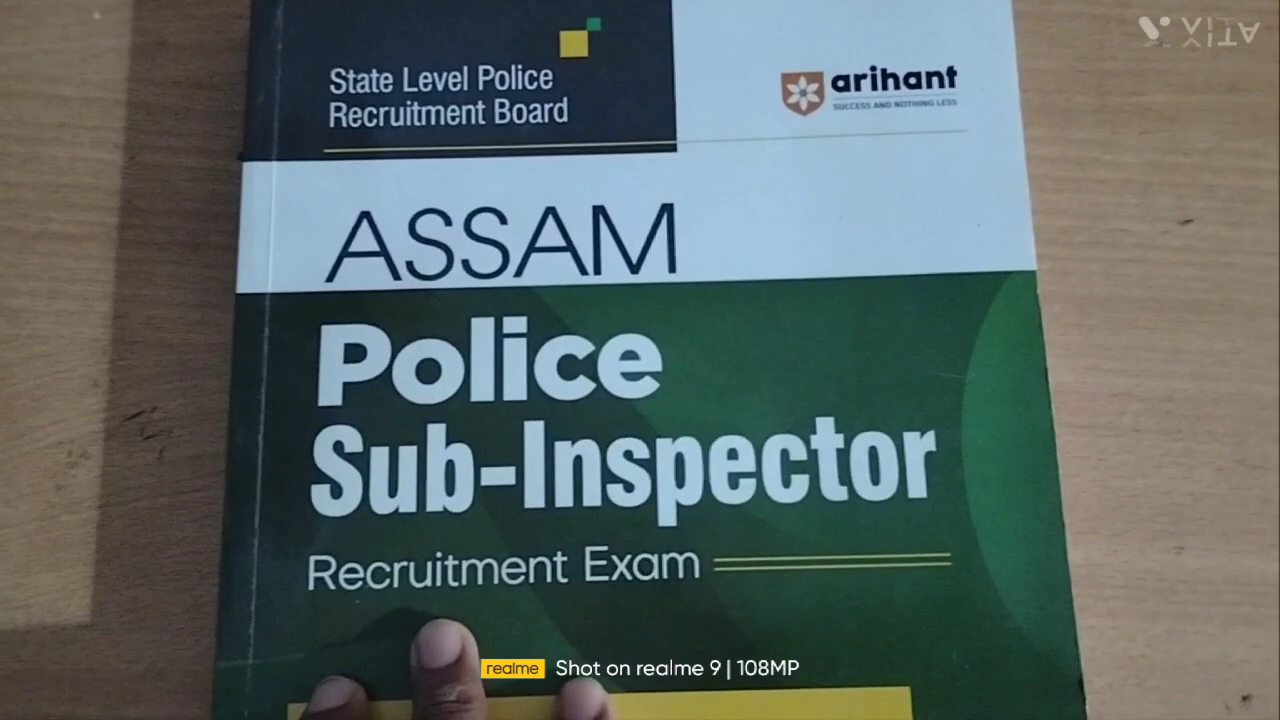 State Level Police
Recruitment Board
arihant
SUCCESS AND NOTHING LESS
ASSAM
Police
Sub-Inspector
Recruitment Exam
realme Shot on realme 9 | 108MP